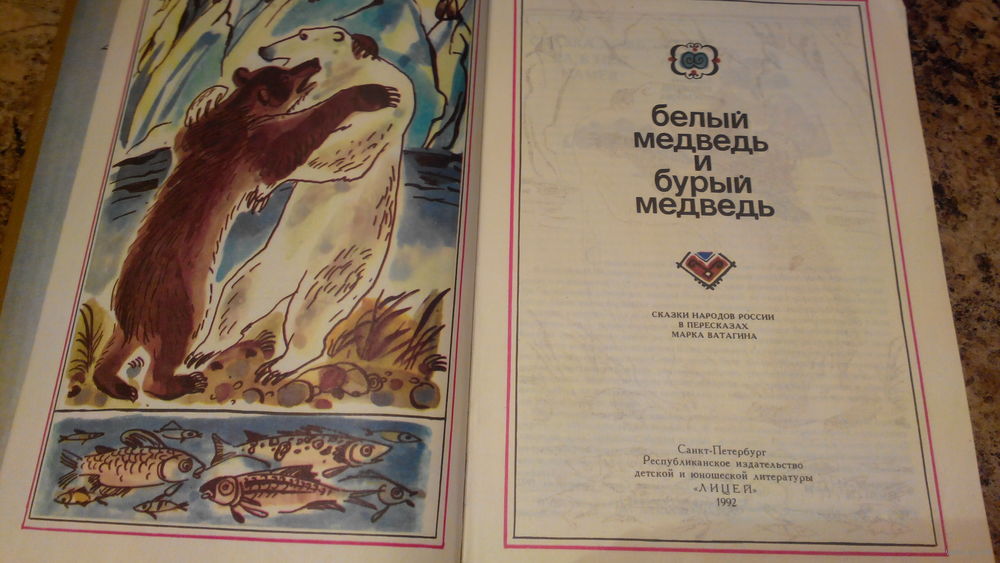 белый
медведь
и
бурый
медведь
СКАЗКИ НАРОДОВ РОССИИ
В ПЕРЕСКАЗАХ
МАРКА ВАТАГИНА
Санкт-Петербург
Республиканское издательство
детской и юношеской литературы
«ЛИЦЕЙ»
1992